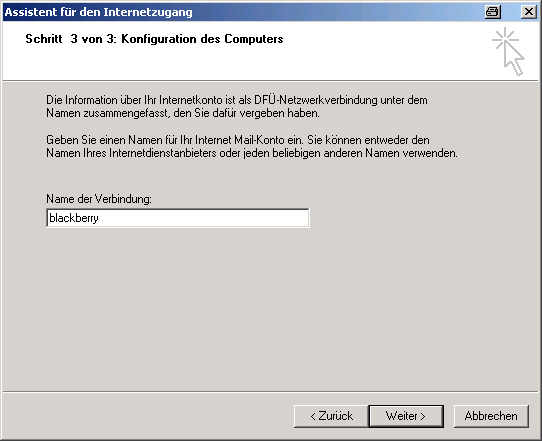 Assistent für den Internetzugang
Schritt 3 von 3: Konfiguration des Computers
Die Information über Ihr Internetkonto ist als DFÜ-Netzwerkverbindung unter dem
Namen zusammengefasst, den Sie dafür vergeben haben.
Geben Sie einen Namen für Ihr Internet Mail-Konto ein. Sie können entweder den
Namen Ihres Internetdienstanbieters oder jeden beliebigen anderen Namen verwenden.
Name der Verbindung:
blackberry
< Zurück Weiter > Abbrechen